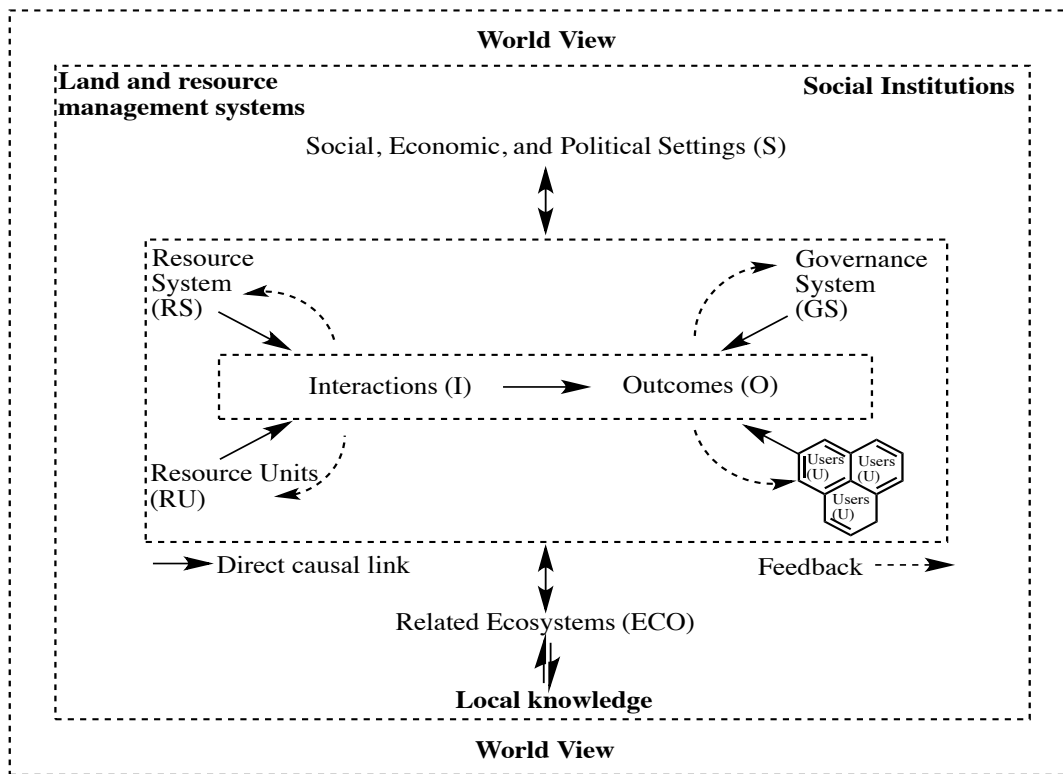 World View
Land and resource
management systems
Social Institutions
Social, Economic, and Political Settings (S)
Resource
System
(RS)
Governance
System
(GS)
Interactions (I)
Outcomes (O)
Resource Units
(RU)
Users
(U)
Users
(U)
Users
(U)
Direct causal link
Feedback
Related Ecosystems (ECO)
Local knowledge
World View